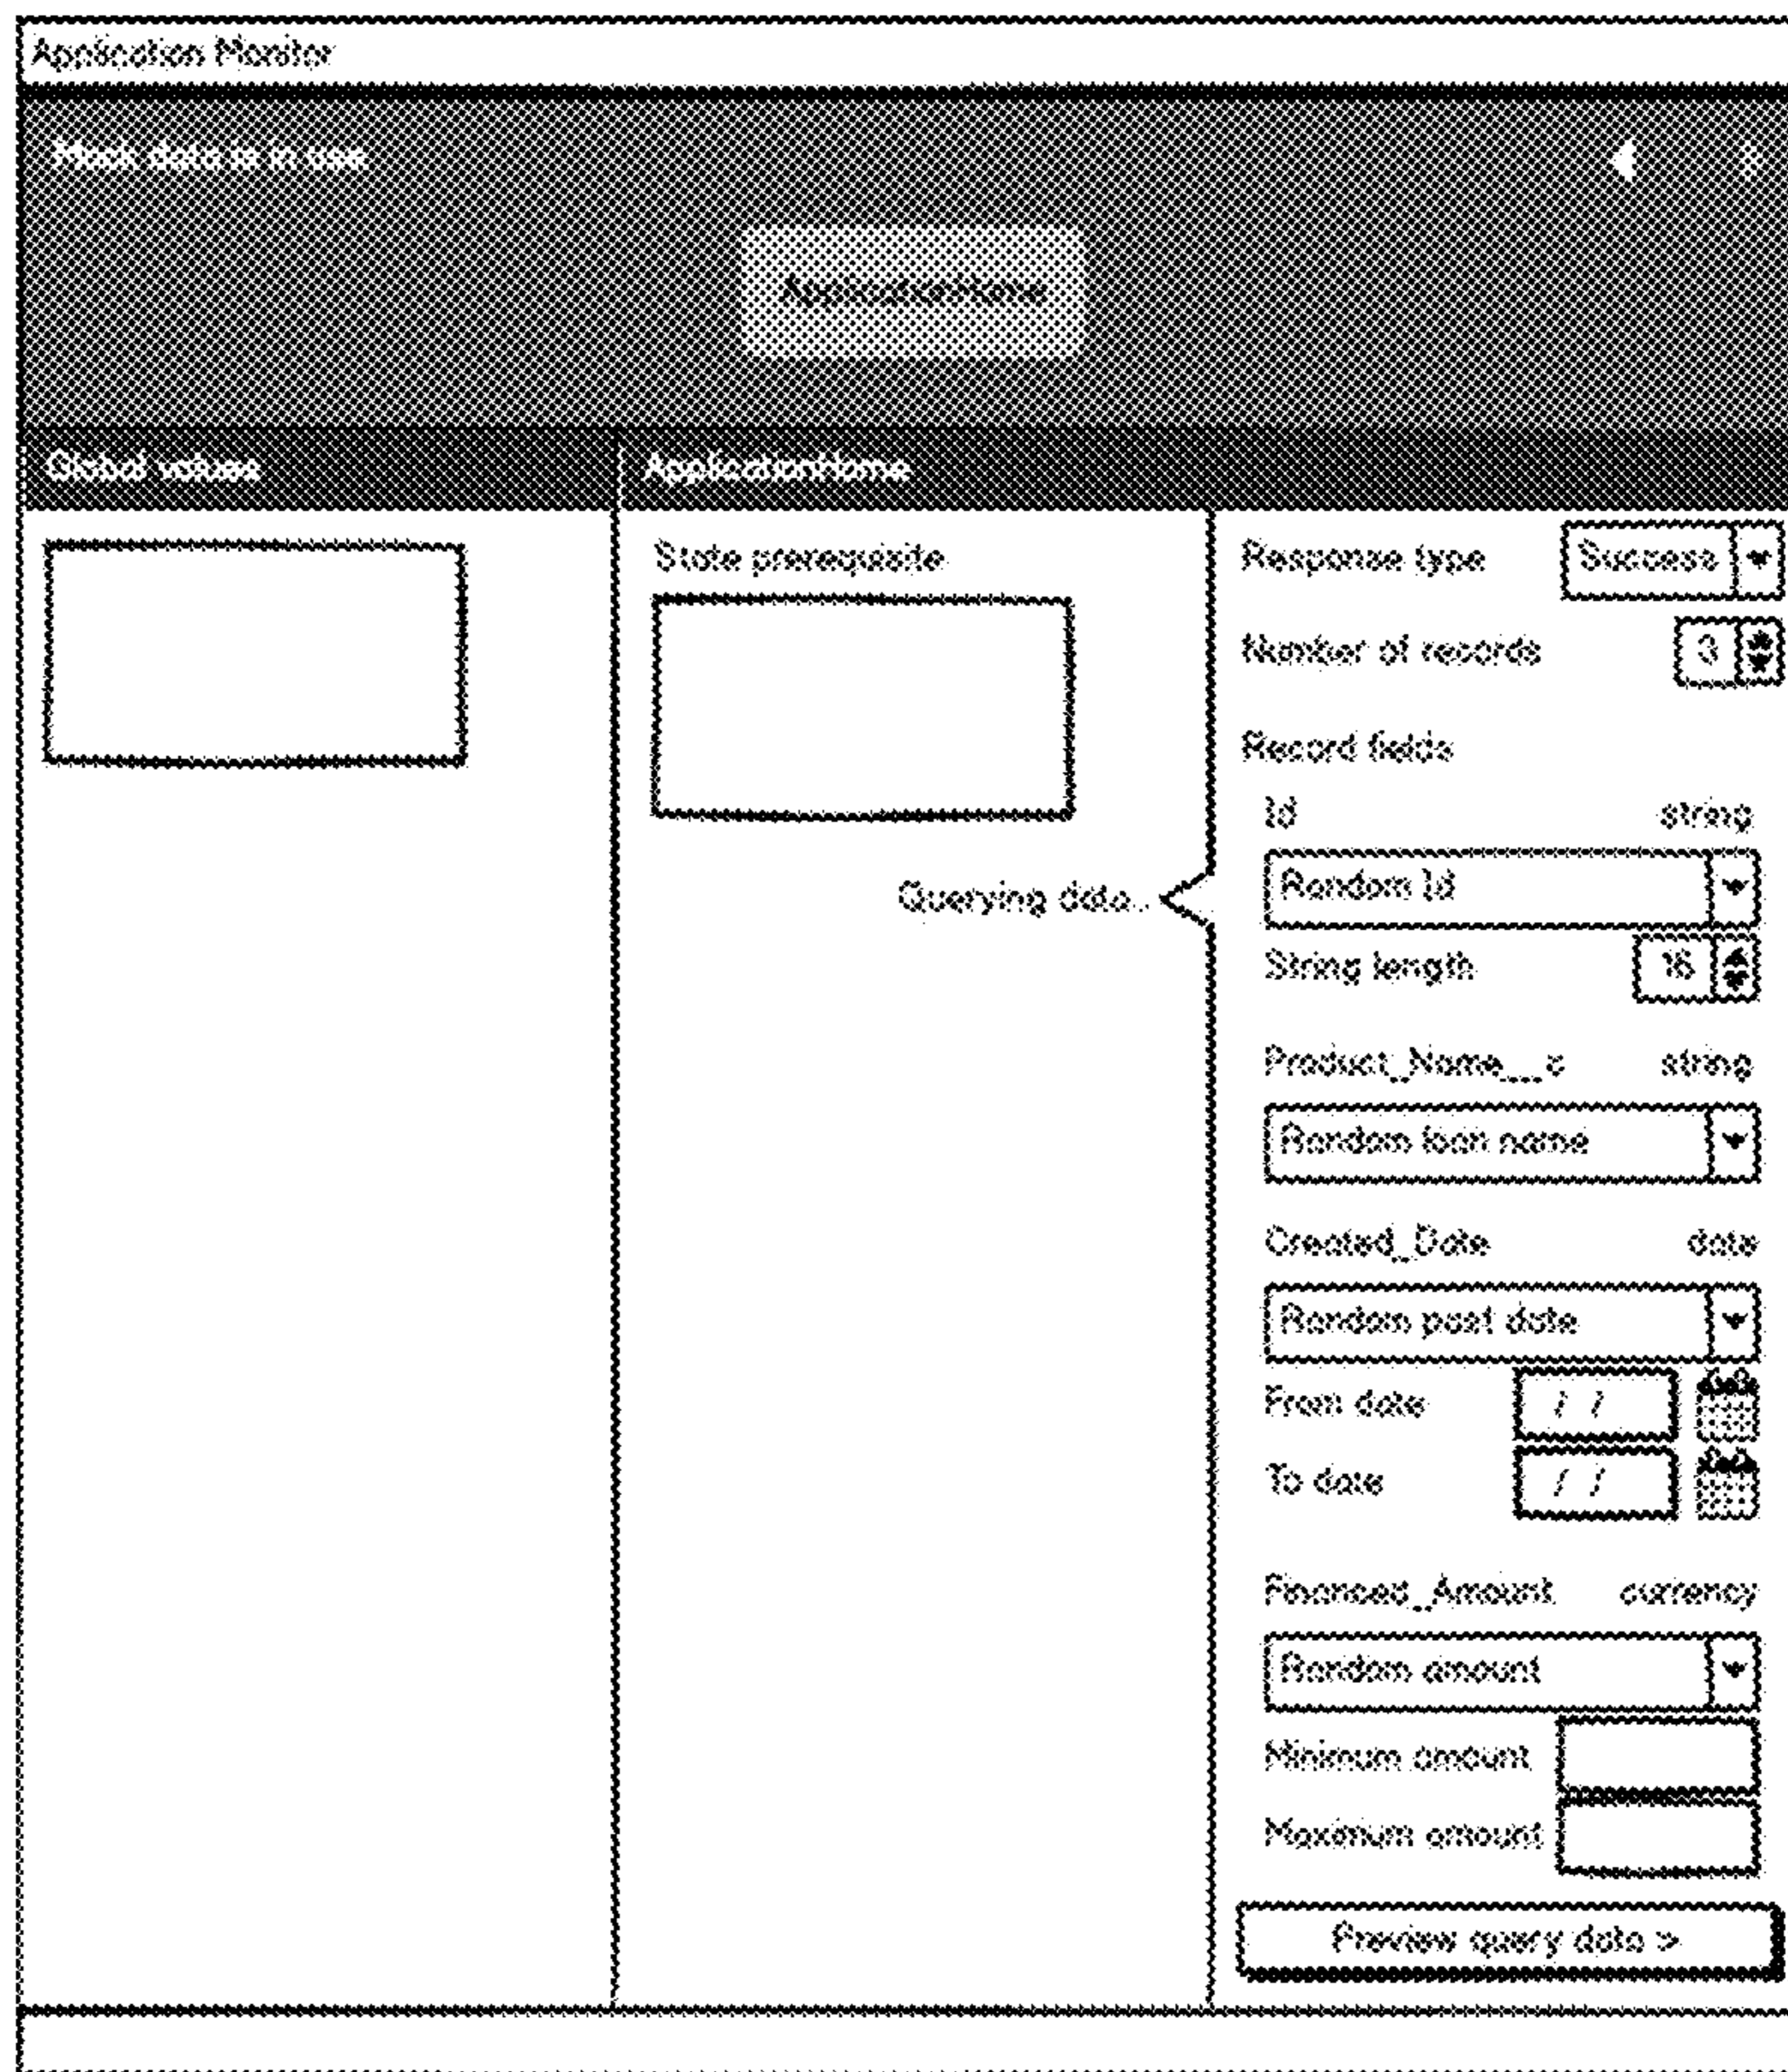 Application Monitor
Mock data is in use
ApplicationHome
Global values
ApplicationHome
State prerequisite
Querying data..
Response type Success
Number of records 3
Record fields
Id string
Random Id
String length 16
Product_Name__c string
Random loan name
Created_Date date
Random past date
From date / /
To date / /
Financed_Amount currency
Random amount
Minimum amount
Maximum amount
Preview query data >